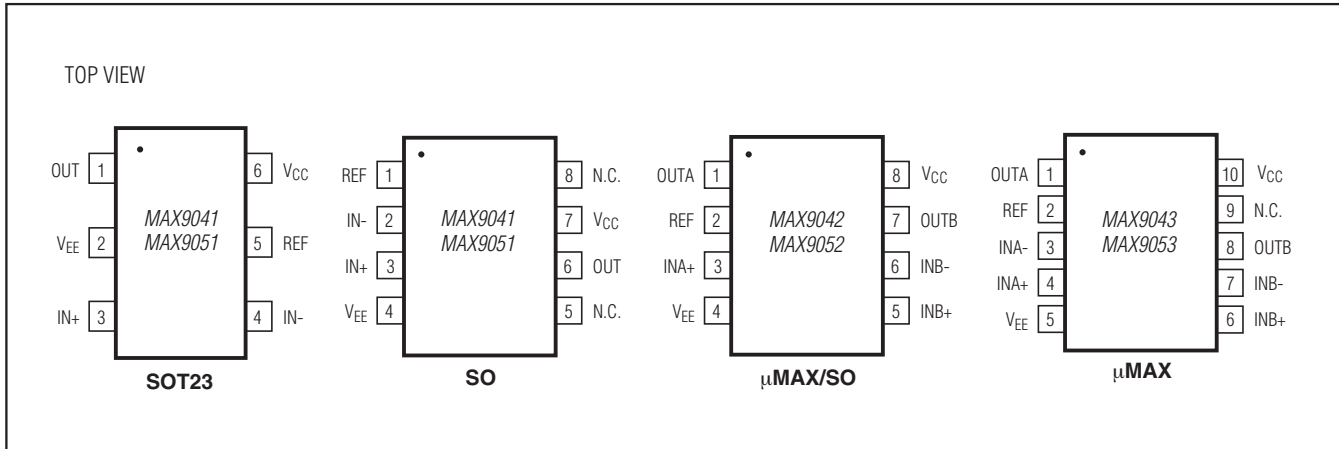 TOP VIEW
OUT 1
VEE 2
IN+ 3
MAX9041
MAX9051
6 VCC
5 REF
4 IN-
SOT23
REF 1
IN- 2
IN+ 3
VEE 4
MAX9041
MAX9051
8 N.C.
7 VCC
6 OUT
5 N.C.
SO
OUTA 1
REF 2
INA+ 3
VEE 4
MAX9042
MAX9052
8 VCC
7 OUTB
6 INB-
5 INB+
μMAX/SO
OUTA 1
REF 2
INA- 3
INA+ 4
VEE 5
MAX9043
MAX9053
10 VCC
9 N.C.
8 OUTB
7 INB-
6 INB+
μMAX